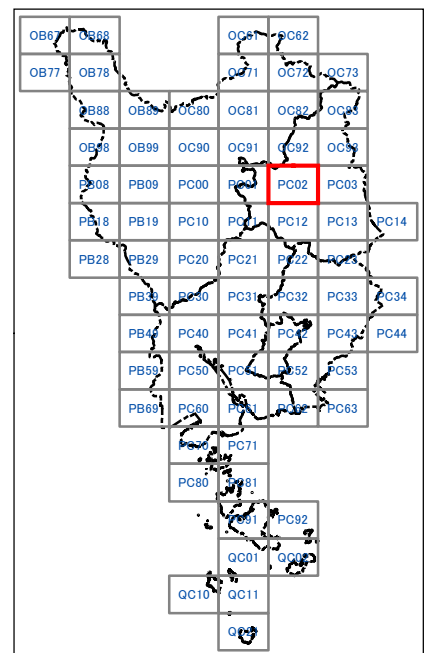 OB67 OB68 OC61 OC62
OB77 OB78 OC71 OC72 OC73
OB88 OB89 OC80 OC81 OC82 OC83
OB98 OB99 OC90 OC91 OC92 OC93
PB08 PB09 PC00 PC01 PC02 PC03
PB18 PB19 PC10 PC11 PC12 PC13 PC14
PB28 PB29 PC20 PC21 PC22 PC23
PB39 PC30 PC31 PC32 PC33 PC34
PB49 PC40 PC41 PC42 PC43 PC44
PB59 PC50 PC51 PC52 PC53
PB69 PC60 PC61 PC62 PC63
PC70 PC71
PC80 PC81
PC91 PC92
QC01 QC02
QC10 QC11
QC21